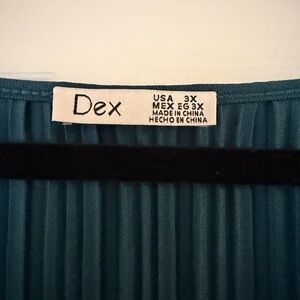 Dex
USA 3X
MEX EG 3X
MADE IN CHINA
HECHO EN CHINA